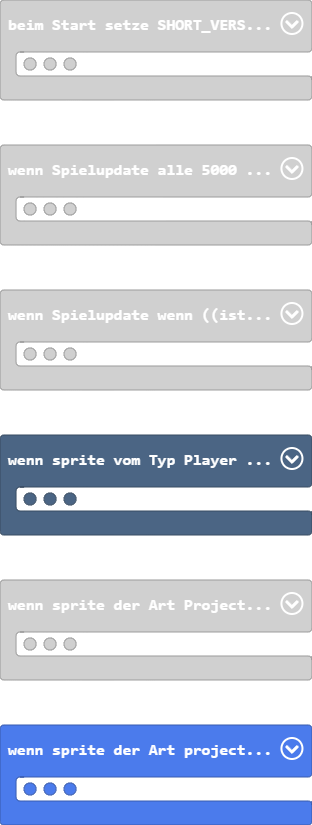 beim Start setze SHORT_VERS...
wenn Spielupdate alle 5000 ...
wenn Spielupdate wenn ((ist...
wenn sprite vom Typ Player ...
wenn sprite der Art Project...
wenn sprite der Art project...